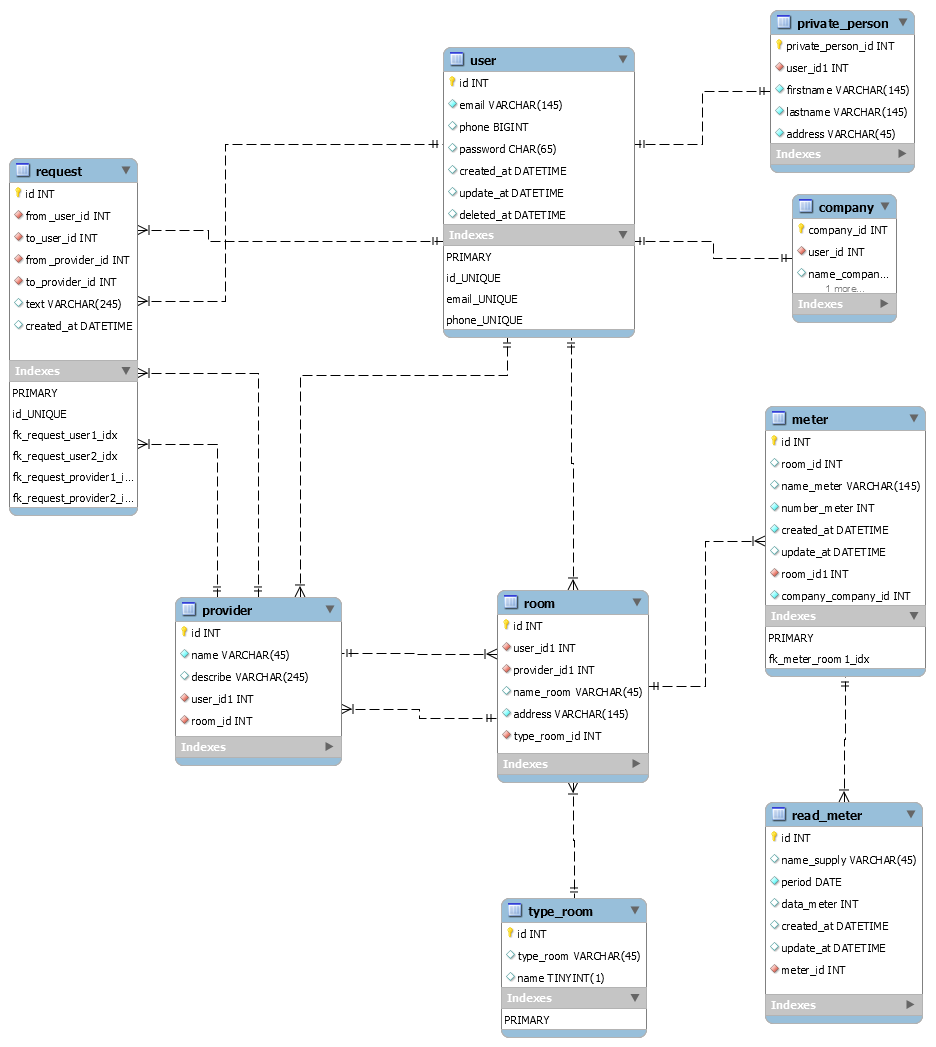 private_person
private_person_id INT
user_id1 INT
firstname VARCHAR(145)
lastname VARCHAR(145)
address VARCHAR(45)
Indexes
user
id INT
email VARCHAR(145)
phone BIGINT
password CHAR(65)
created_at DATETIME
update_at DATETIME
deleted_at DATETIME
Indexes
PRIMARY
id_UNIQUE
email_UNIQUE
phone_UNIQUE
request
id INT
from_user_id INT
to_user_id INT
from_provider_id INT
to_provider_id INT
text VARCHAR(245)
created_at DATETIME
Indexes
PRIMARY
id_UNIQUE
fk_request_user1_idx
fk_request_user2_idx
fk_request_provider1_i...
fk_request_provider2_i...
company
company_id INT
user_id INT
name_compan...
1 more...
Indexes
meter
id INT
room_id INT
name_meter VARCHAR(145)
number_meter INT
created_at DATETIME
update_at DATETIME
room_id1 INT
company_company_id INT
Indexes
PRIMARY
fk_meter_room1_idx
provider
id INT
name VARCHAR(45)
describe VARCHAR(245)
user_id1 INT
room_id INT
Indexes
room
id INT
user_id1 INT
provider_id1 INT
name_room VARCHAR(45)
address VARCHAR(145)
type_room_id INT
Indexes
read_meter
id INT
name_supply VARCHAR(45)
period DATE
data_meter INT
created_at DATETIME
update_at DATETIME
meter_id INT
Indexes
type_room
id INT
type_room VARCHAR(45)
name TINYINT(1)
Indexes
PRIMARY